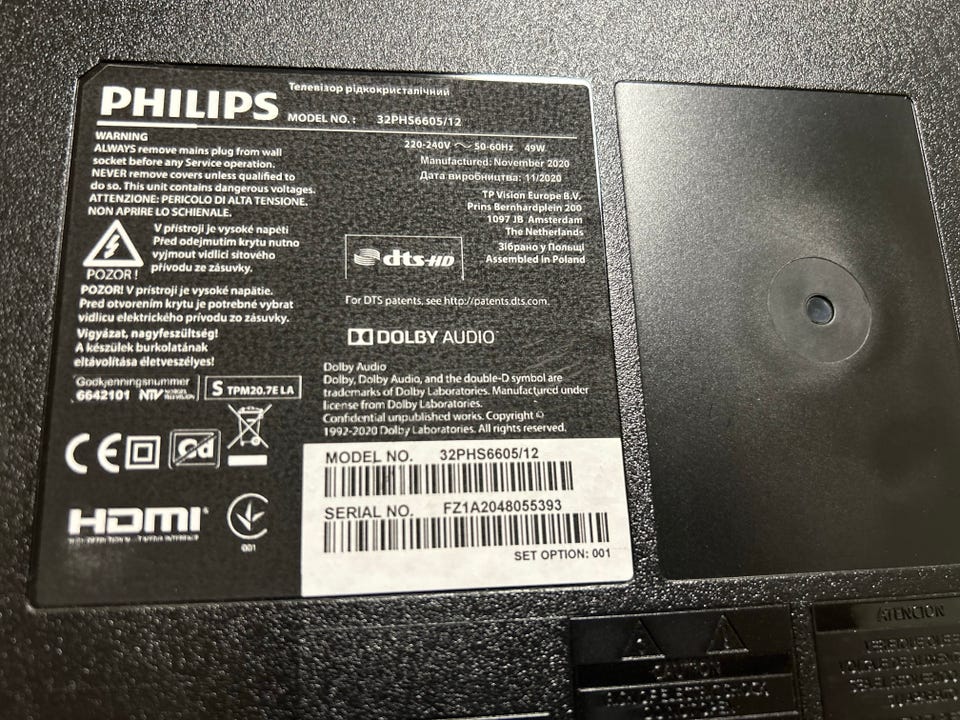 PHILIPS
Телевізор рідкокристалічний
MODEL NO. : 32PHS6605/12
WARNING
ALWAYS remove mains plug from wall
socket before any Service operation.
NEVER remove covers unless qualified to
do so. This unit contains dangerous voltages.
ATTENZIONE: PERICOLO DI ALTA TENSIONE.
NON APRIRE LO SCHIENALE.
POZOR !
V přístroji je vysoké napětí
Před odejmutím krytu nutno
vyjmout vidlici síťového
přívodu ze zásuvky.
POZOR! V prístroji je vysoké napätie.
Pred otvorením krytu je potrebné vybrat
vidlicu elektrického prívodu zo zásuvky.
Vigyázat, nagyfeszültség!
A készülek burkolatának
eltávolítása életveszélyes!
Godkjenningsnummer
6642101 NTV
S TPM20.7E LA
CE
Cd
HDMI
001
220-240V ~ 50-60Hz 49W
Manufactured: November 2020
Дата виробництва: 11/2020
TP Vision Europe B.V.
Prins Bernhardplein 200
1097 JB Amsterdam
The Netherlands
Зібрано у Польщі
Assembled in Poland
dts-HD
For DTS patents, see http://patents.dts.com.
DOLBY AUDIO
Dolby Audio
Dolby, Dolby Audio, and the double-D symbol are
trademarks of Dolby Laboratories. Manufactured under
license from Dolby Laboratories.
Confidential unpublished works. Copyright ©
1992-2020 Dolby Laboratories. All rights reserved.
MODEL NO. 32PHS6605/12
SERIAL NO. FZ1A2048055393
SET OPTION: 001
CAUTION
ATENCION